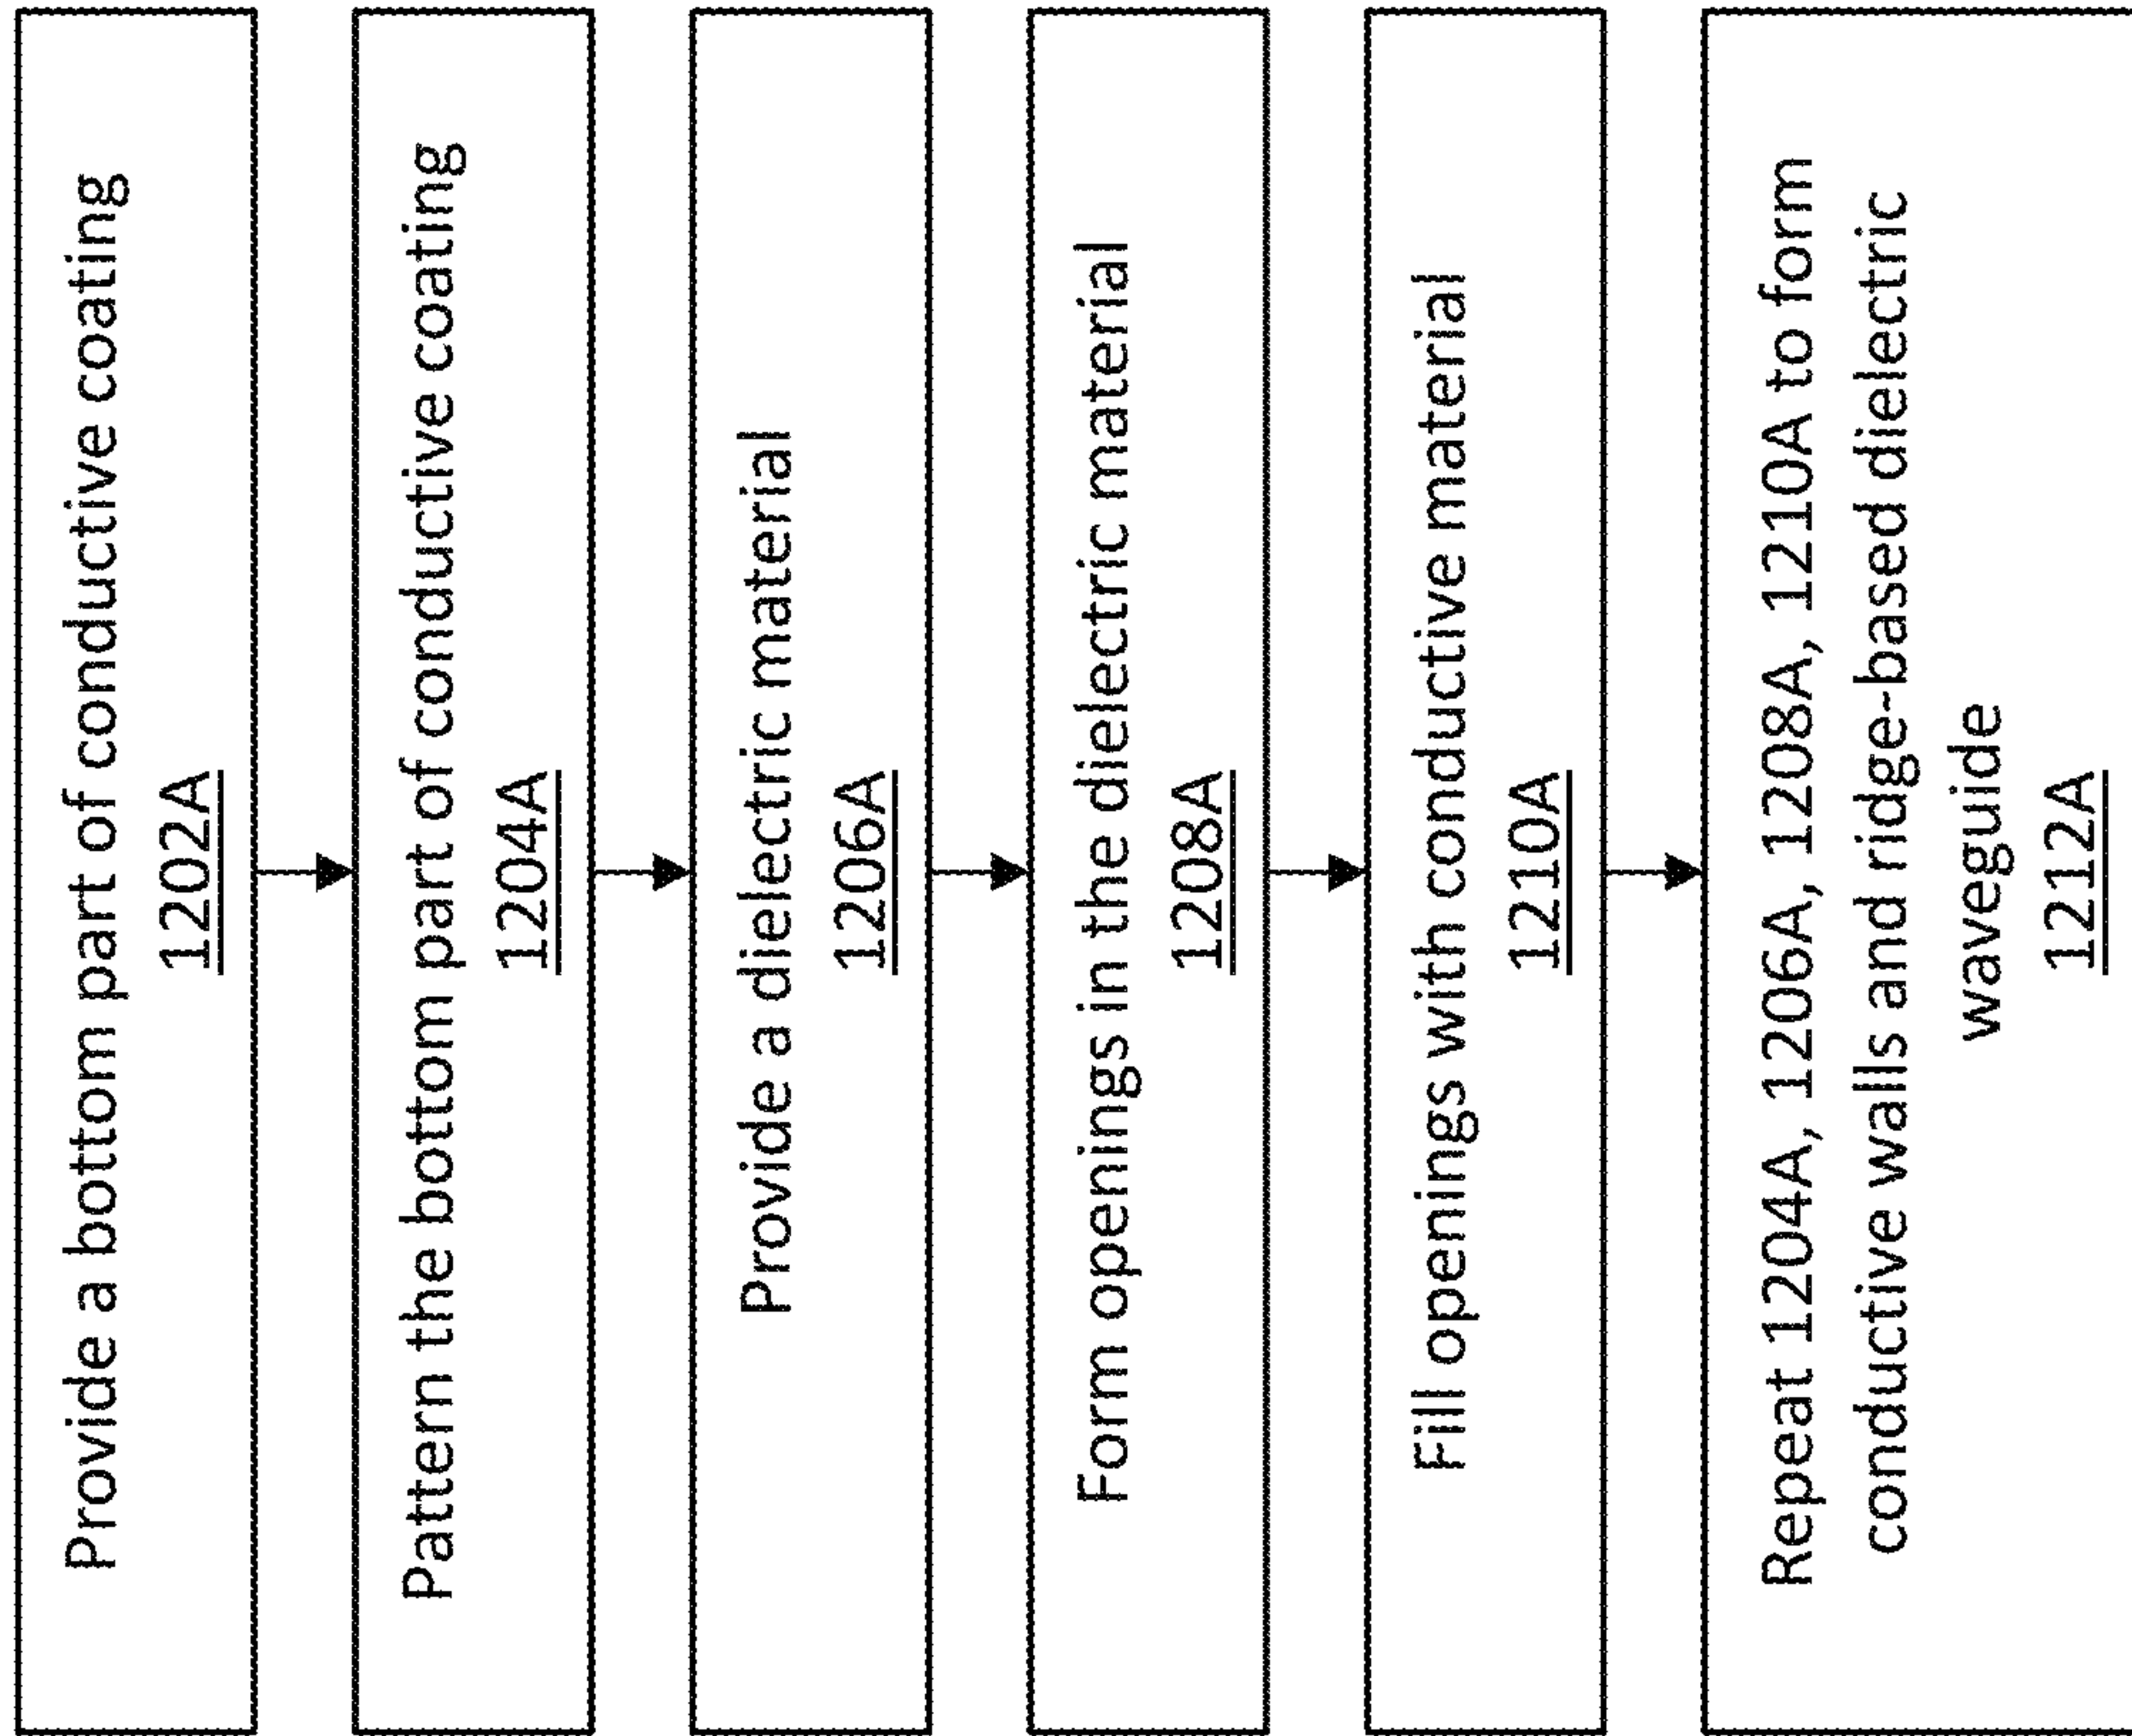 Provide a bottom part of conductive coating
1202A
Pattern the bottom part of conductive coating
1204A
Provide a dielectric material
1206A
Form openings in the dielectric material
1208A
Fill openings with conductive material
1210A
Repeat 1204A, 1206A, 1208A, 1210A to form
conductive walls and ridge-based dielectric
waveguide
1212A